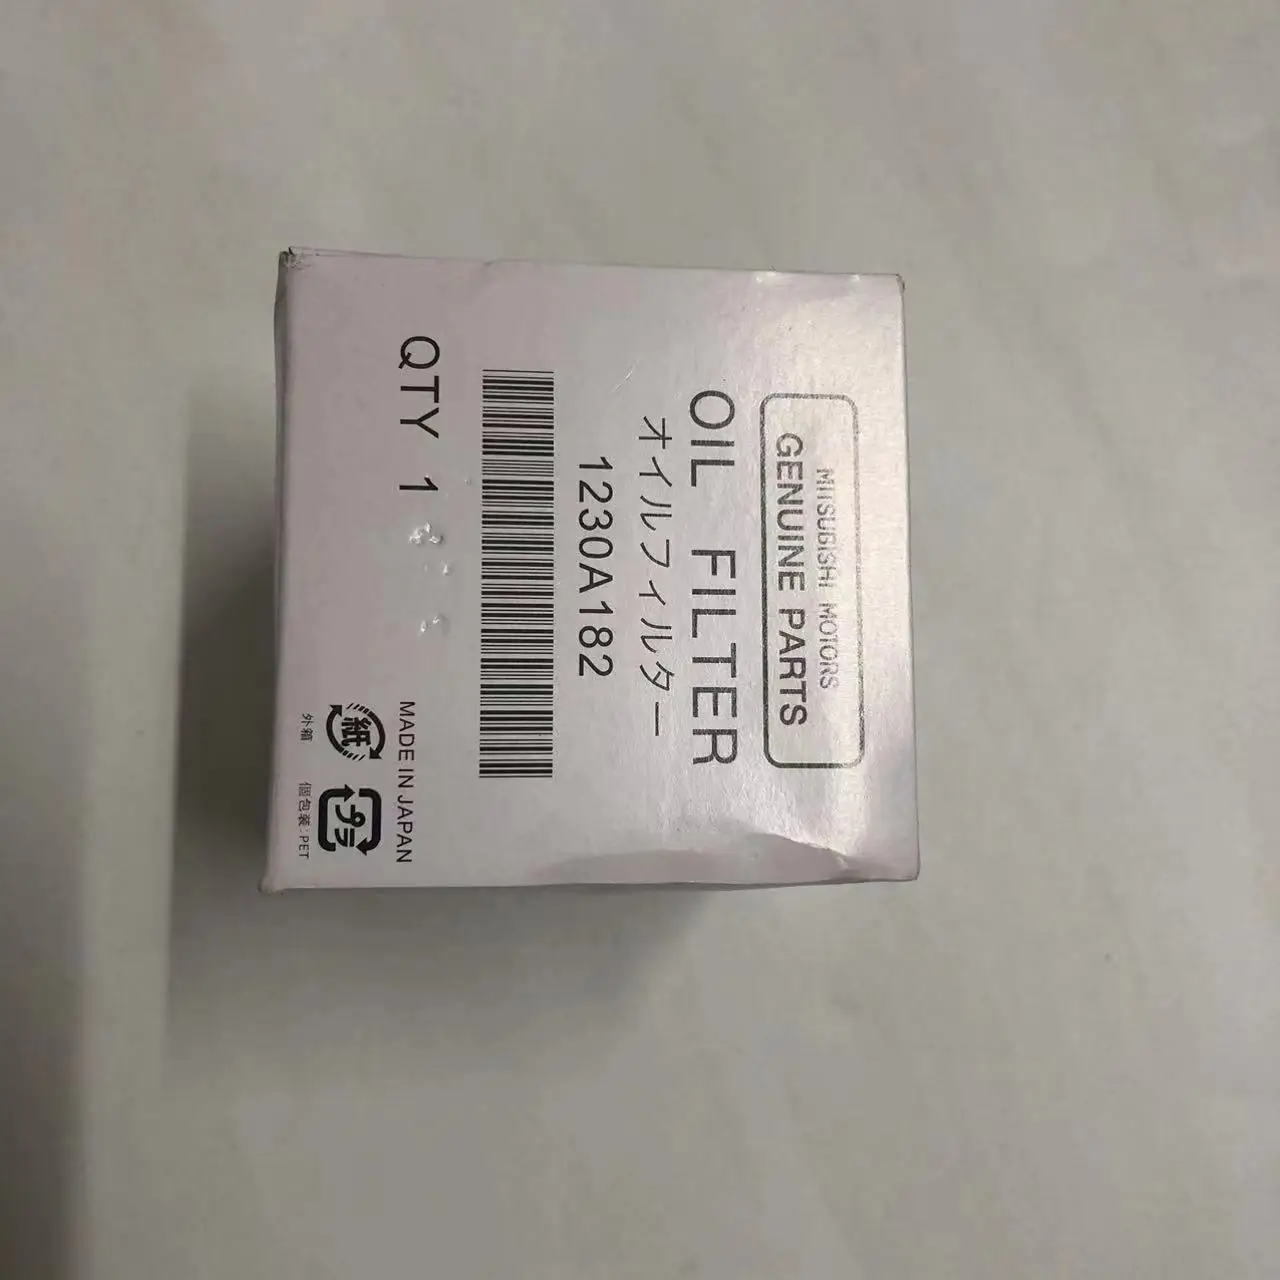 MITSUBISHI MOTORS
GENUINE PARTS
OIL FILTER
オイルフィルター
1230A182
QTY 1
MADE IN JAPAN
紙
プラ
外箱
個包装:PET